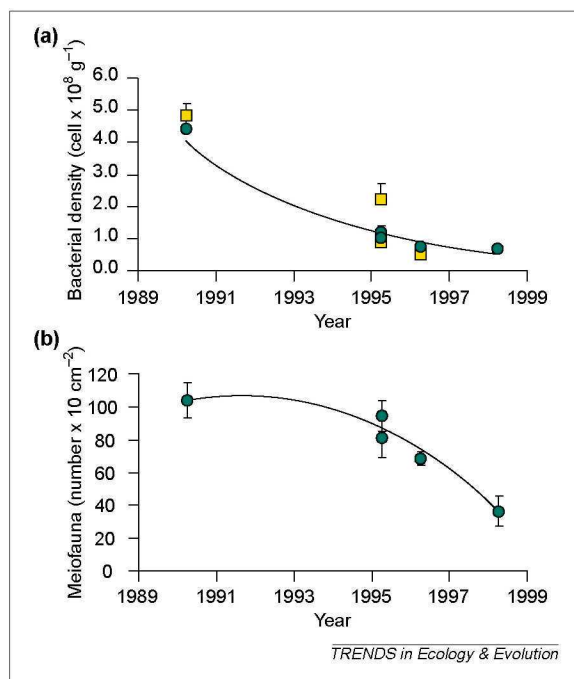 (a)
Bacterial density (cell x 10⁸ g⁻¹)
6.0
5.0
4.0
3.0
2.0
1.0
0.0
1989 1991 1993 1995 1997 1999
Year
(b)
Meiofauna (number x 10 cm⁻²)
120
100
80
60
40
20
0
1989 1991 1993 1995 1997 1999
Year
TRENDS in Ecology & Evolution